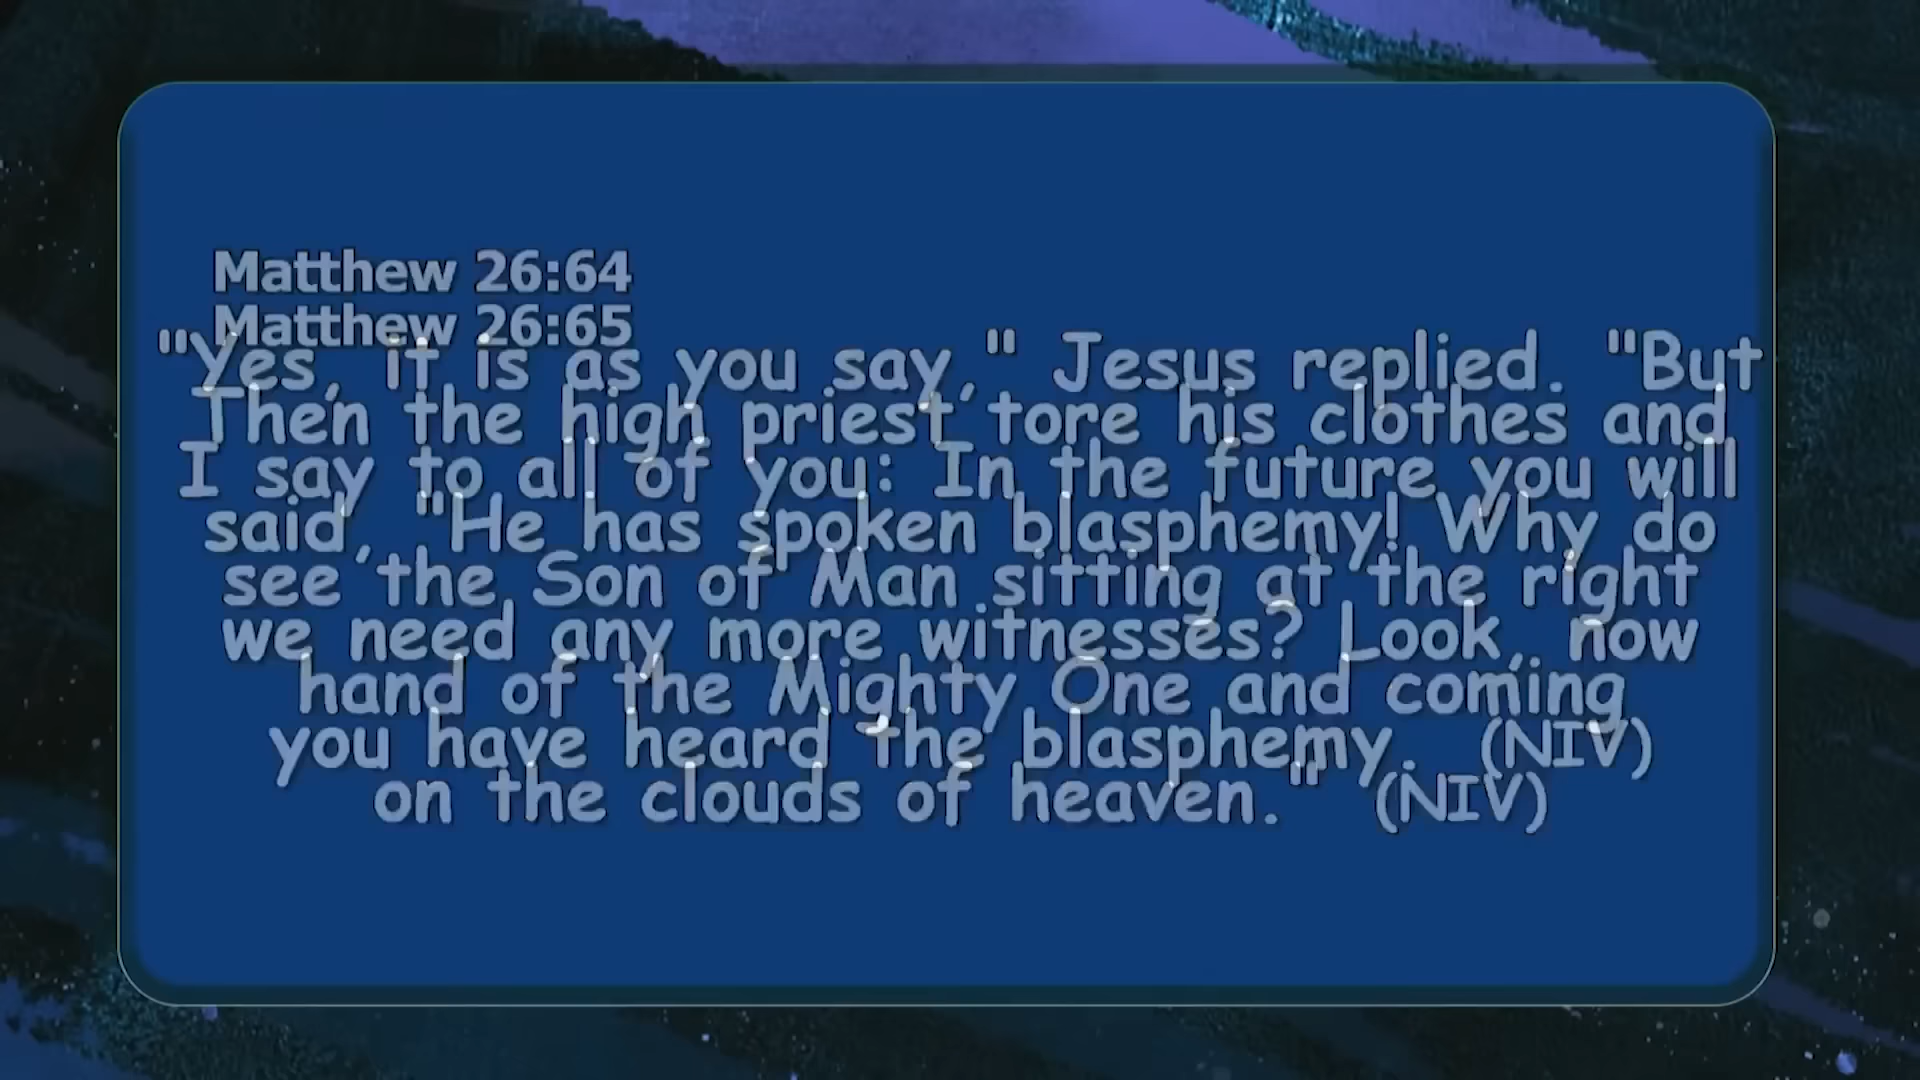 Matthew 26:64
Matthew 26:65
"Yes, it is as you say," Jesus replied. "But
Then the high priest tore his clothes and
I say to all of you: In the future you will
said, "He has spoken blasphemy! Why do
see the Son of Man sitting at the right
we need any more witnesses? Look, now
hand of the Mighty One and coming
you have heard the blasphemy. (NIV)
on the clouds of heaven." (NIV)